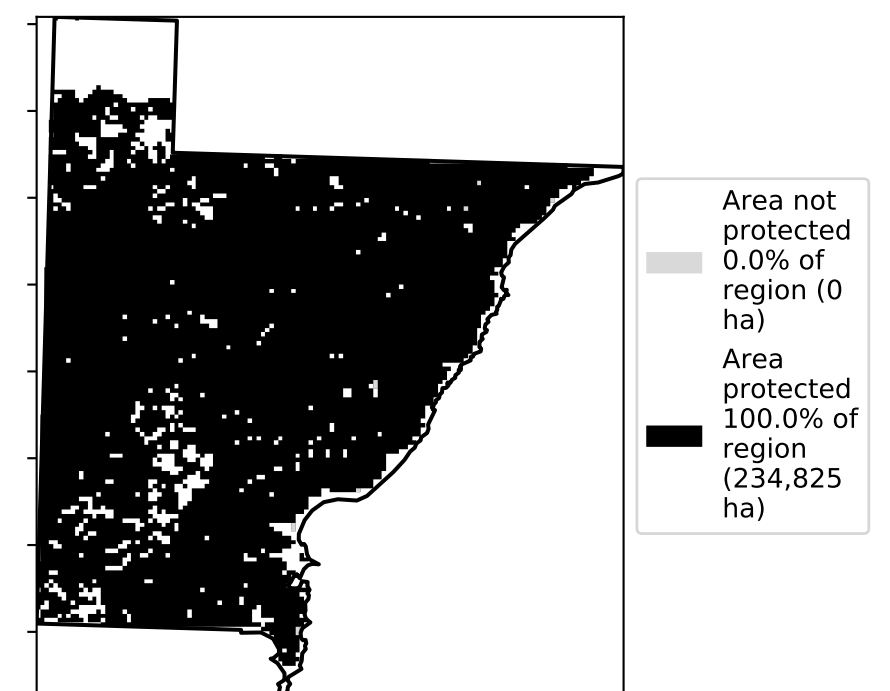 Area not
protected
0.0% of
region (0
ha)
Area
protected
100.0% of
region
(234,825
ha)